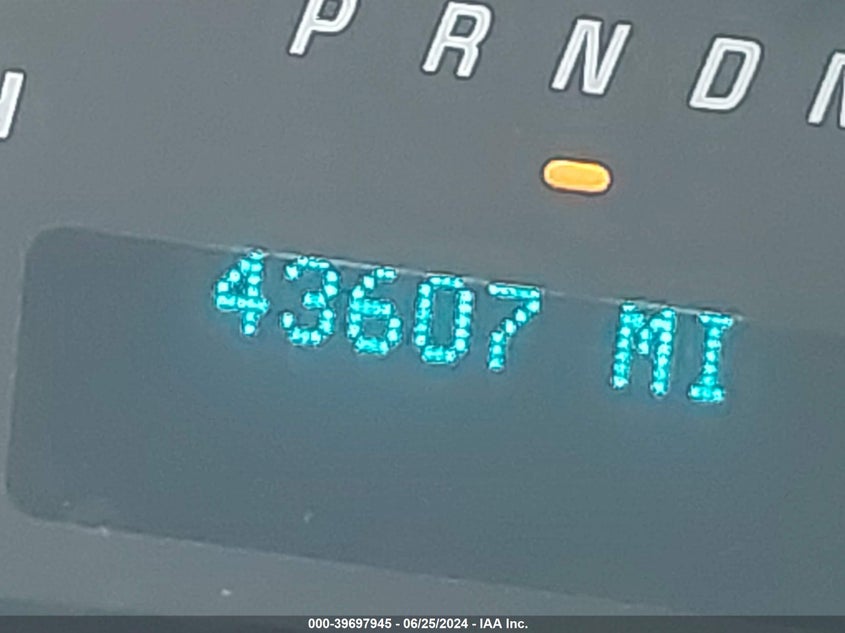 P R N D
43607 MI
000-39697945 - 06/25/2024 - IAA Inc.